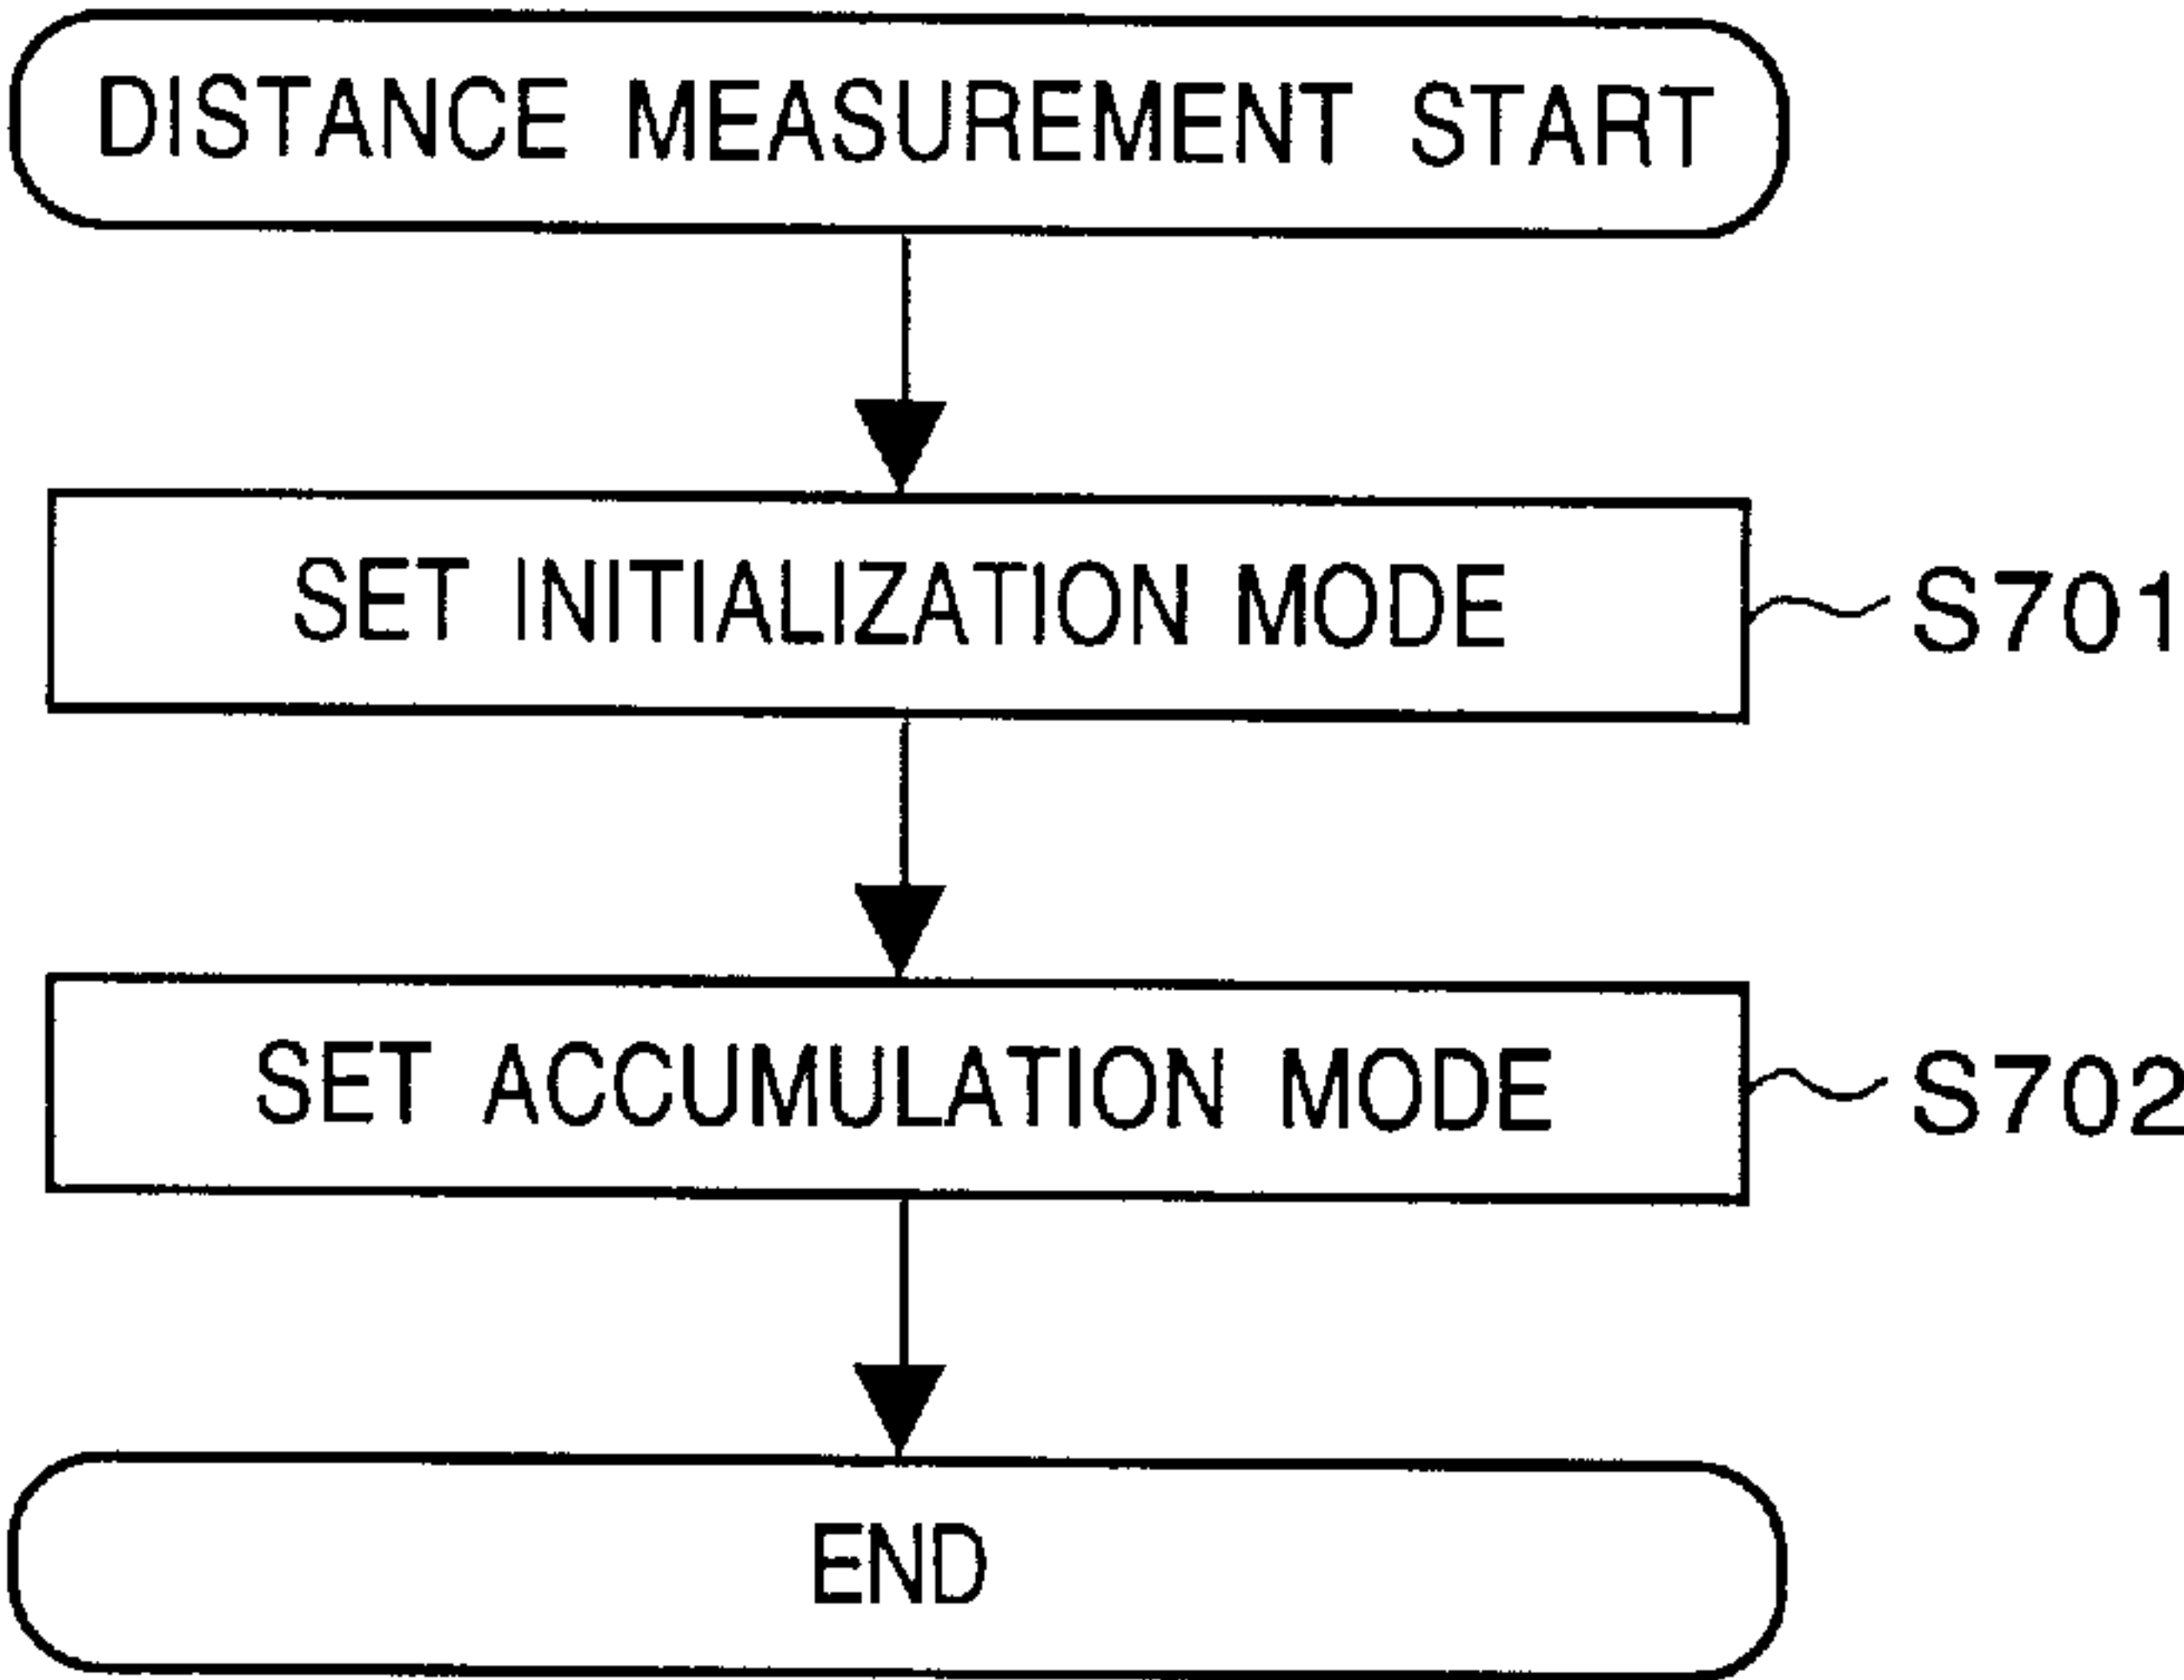 DISTANCE MEASUREMENT START
SET INITIALIZATION MODE
S701
SET ACCUMULATION MODE
S702
END